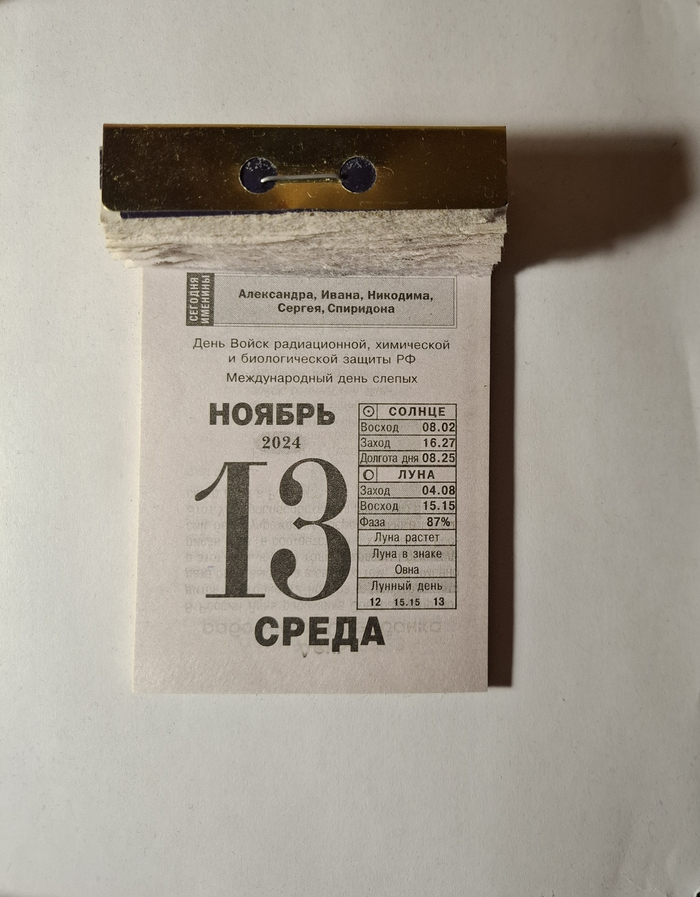 СЕГОДНЯ
ИМЕНИНЫ
Александра, Ивана, Никодима,
Сергея, Спиридона
День Войск радиационной, химической
и биологической защиты РФ
Международный день слепых
НОЯБРЬ
2024
13
СРЕДА
СОЛНЦЕ
Восход 08.02
Заход 16.27
Долгота дня 08.25
ЛУНА
Заход 04.08
Восход 15.15
Фаза 87%
Луна растет
Луна в знаке
Овна
Лунный день
12 15.15 13